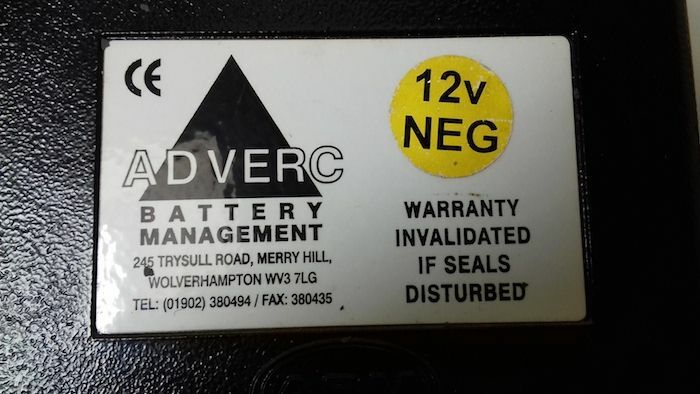 CE
ADVERC
BATTERY
MANAGEMENT
245 TRYSULL ROAD, MERRY HILL,
WOLVERHAMPTON WV3 7LG
TEL: (01902) 380494 / FAX: 380435
12v
NEG
WARRANTY
INVALIDATED
IF SEALS
DISTURBED